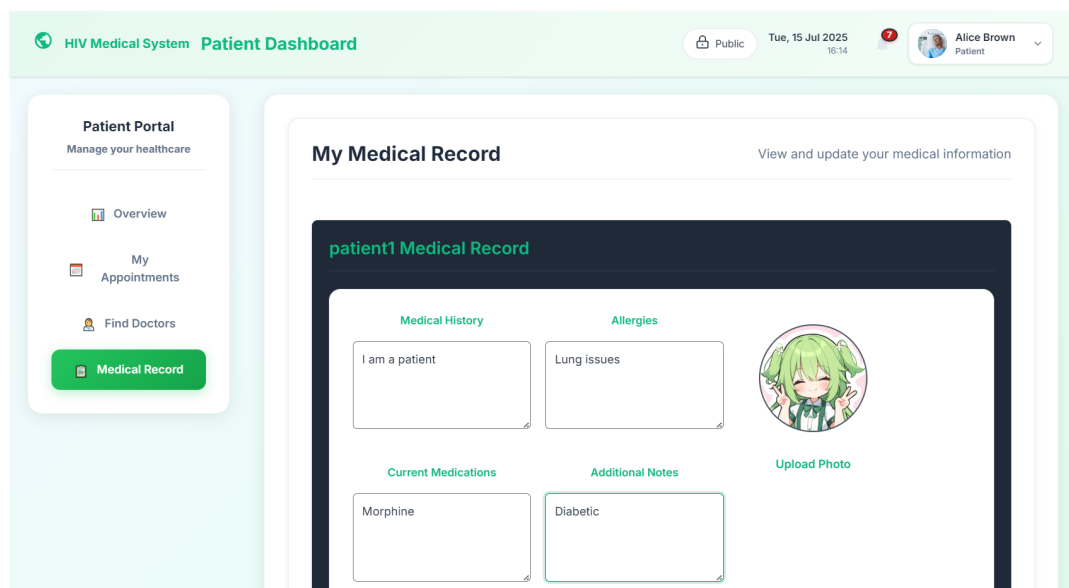 HIV Medical System Patient Dashboard
Public
Tue, 15 Jul 2025
16:14
7
Alice Brown
Patient
Patient Portal
Manage your healthcare
Overview
My
Appointments
Find Doctors
Medical Record
My Medical Record
View and update your medical information
patient1 Medical Record
Medical History
Allergies
I am a patient
Lung issues
Upload Photo
Current Medications
Additional Notes
Morphine
Diabetic